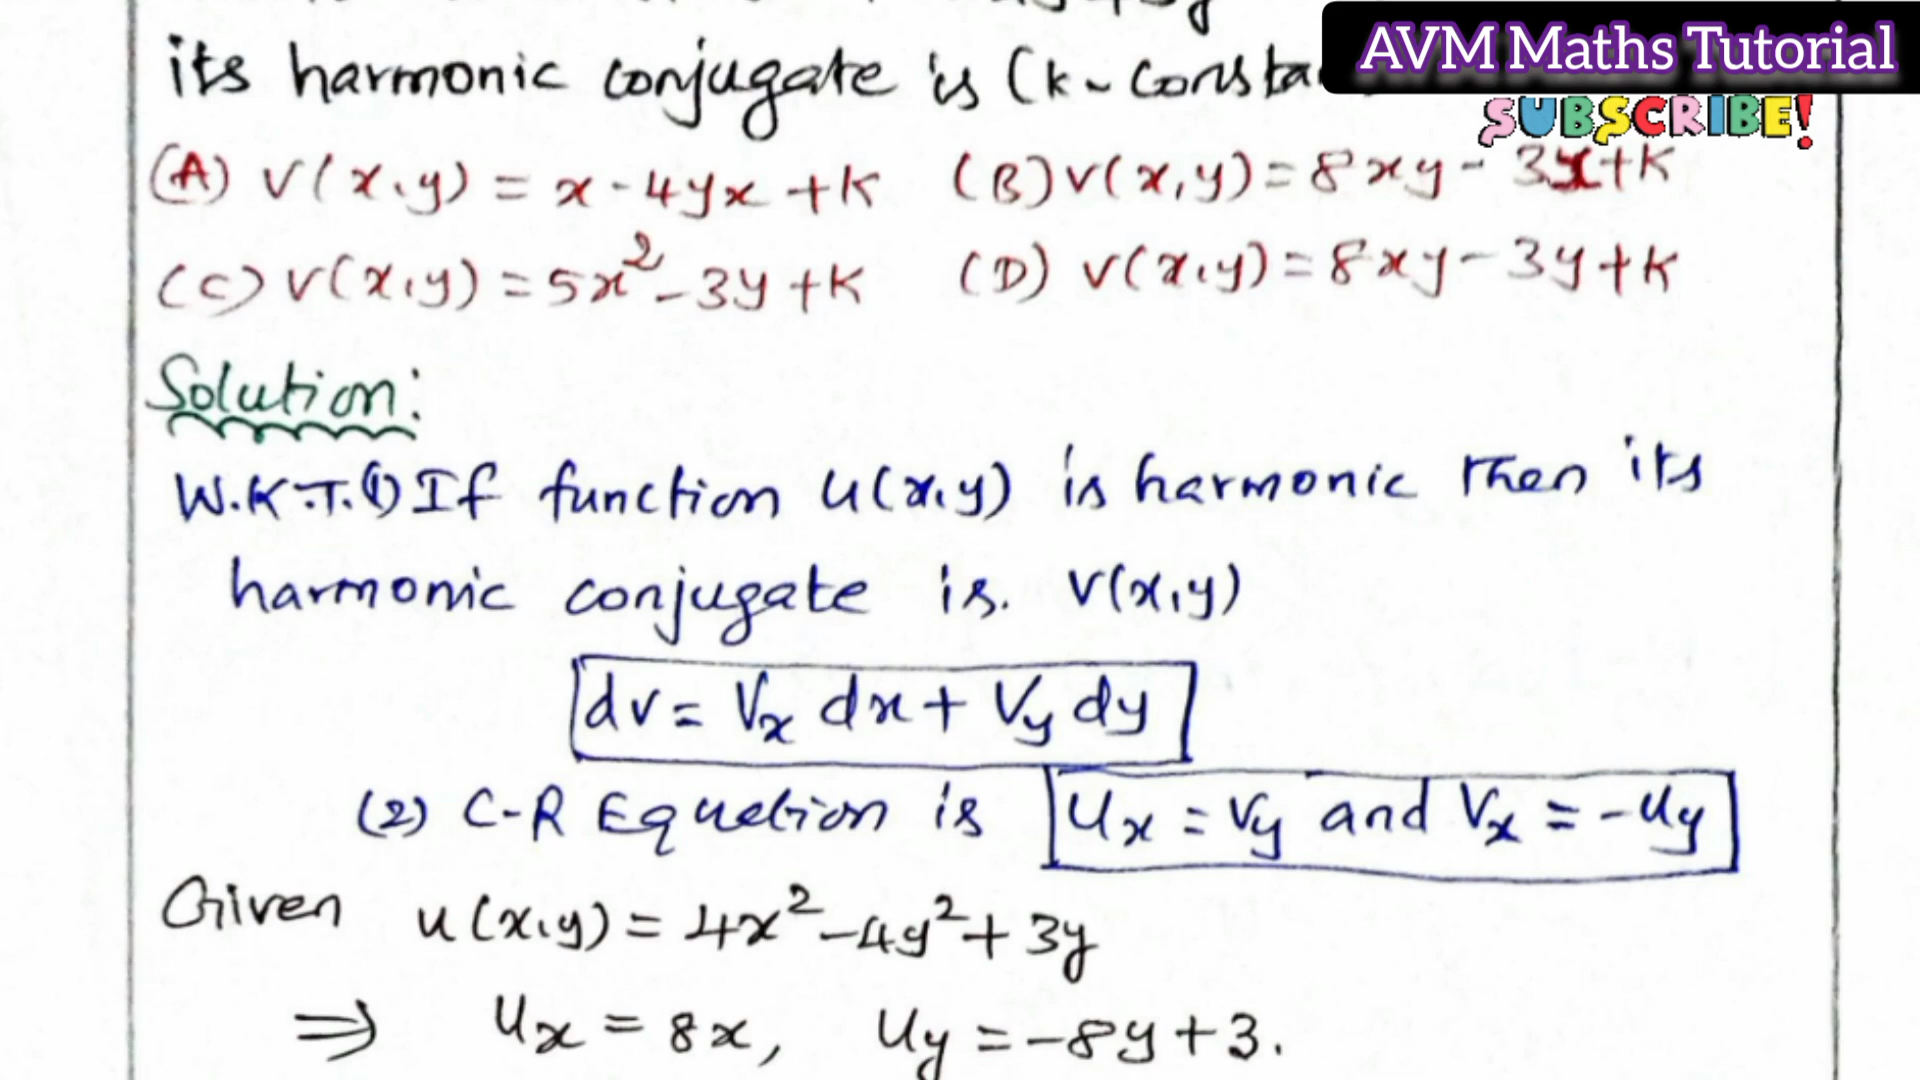 AVM Maths Tutorial
SUBSCRIBE!
its harmonic conjugate is (k ~
(A) v(x,y) = x - 4yx + k (B) v(x,y) = 8xy - 3x + k
(C) v(x,y) = 5x² - 3y + k (D) v(x,y) = 8xy - 3y + k
Solution:
W.K.T.(1) If function u(x,y) is harmonic then its
harmonic conjugate is. v(x,y)
dv = Vx dx + Vy dy
(2) C-R Equation is Ux = Vy and Vx = -Uy
Given u(x,y) = 4x² - 4y² + 3y
⇒ Ux = 8x, Uy = -8y + 3.